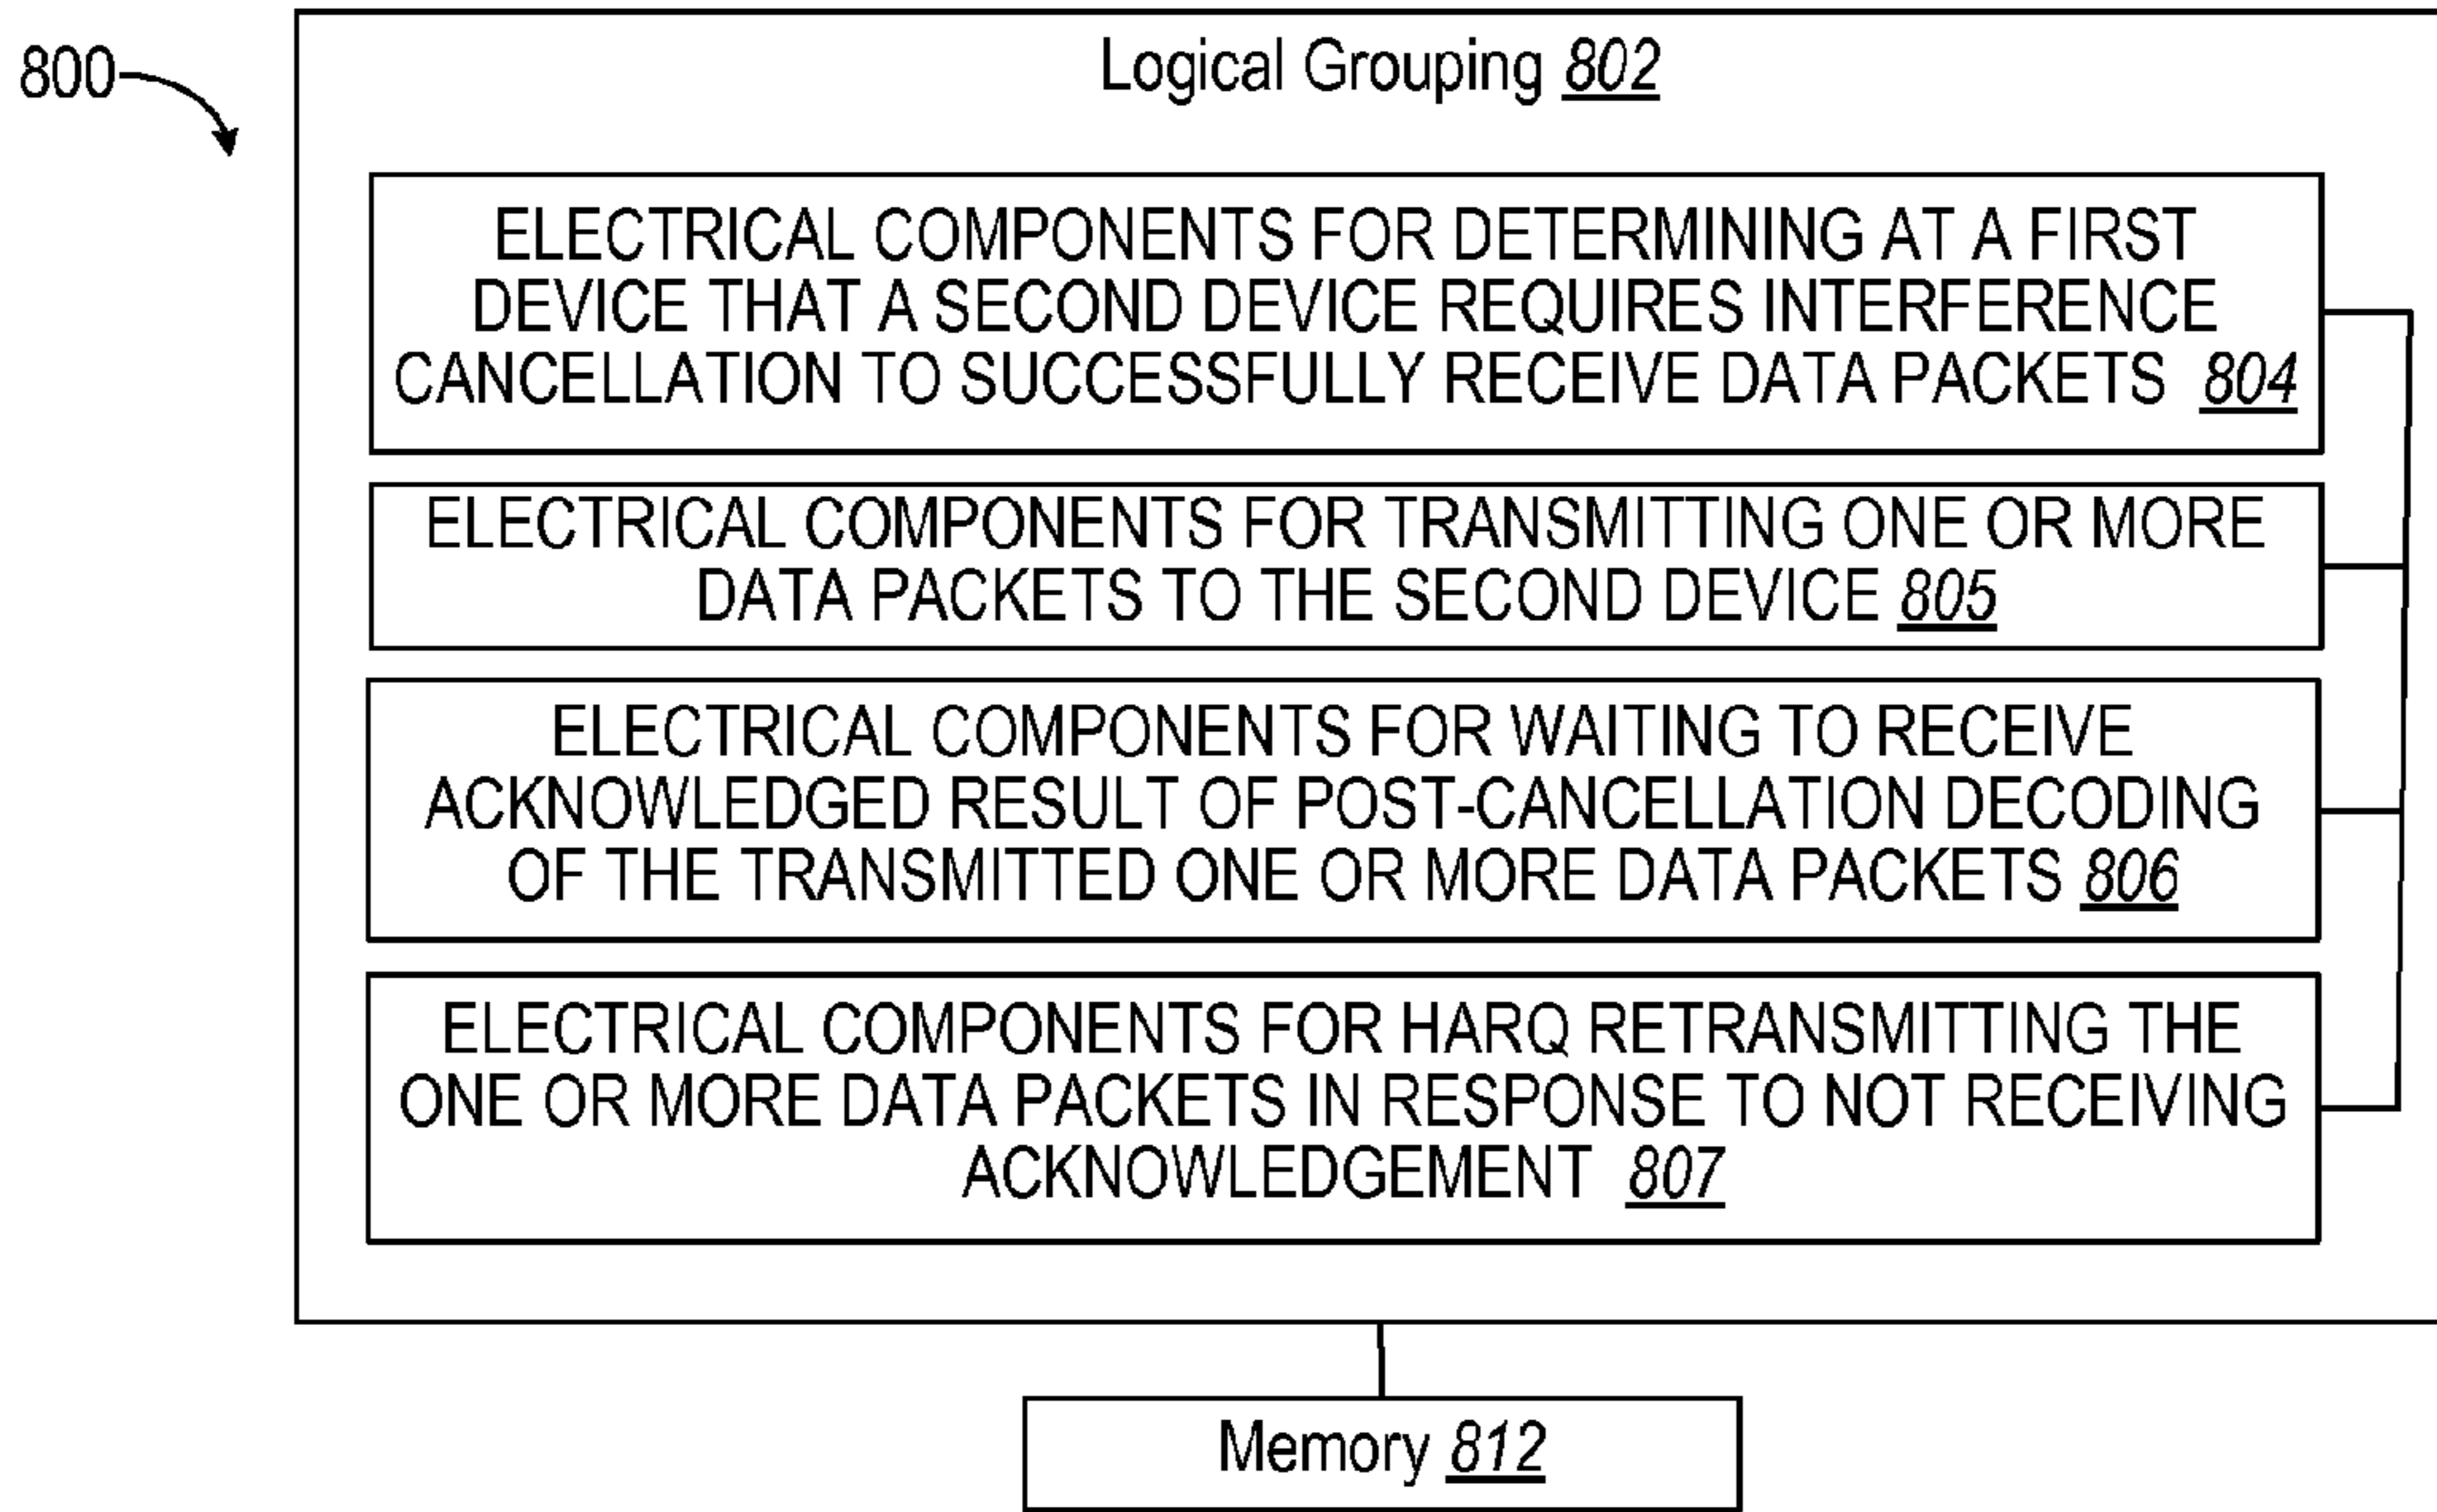 800
Logical Grouping 802
ELECTRICAL COMPONENTS FOR DETERMINING AT A FIRST
DEVICE THAT A SECOND DEVICE REQUIRES INTERFERENCE
CANCELLATION TO SUCCESSFULLY RECEIVE DATA PACKETS 804
ELECTRICAL COMPONENTS FOR TRANSMITTING ONE OR MORE
DATA PACKETS TO THE SECOND DEVICE 805
ELECTRICAL COMPONENTS FOR WAITING TO RECEIVE
ACKNOWLEDGED RESULT OF POST-CANCELLATION DECODING
OF THE TRANSMITTED ONE OR MORE DATA PACKETS 806
ELECTRICAL COMPONENTS FOR HARQ RETRANSMITTING THE
ONE OR MORE DATA PACKETS IN RESPONSE TO NOT RECEIVING
ACKNOWLEDGEMENT 807
Memory 812